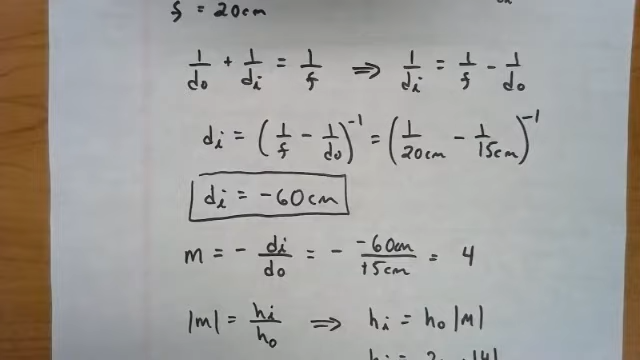 f = 20cm
1/do + 1/di = 1/f ⟹ 1/di = 1/f - 1/do
di = (1/f - 1/do)^-1 = (1/20cm - 1/15cm)^-1
di = -60cm
m = - di/do = - -60cm/15cm = 4
|m| = hi/ho ⟹ hi = ho|M|